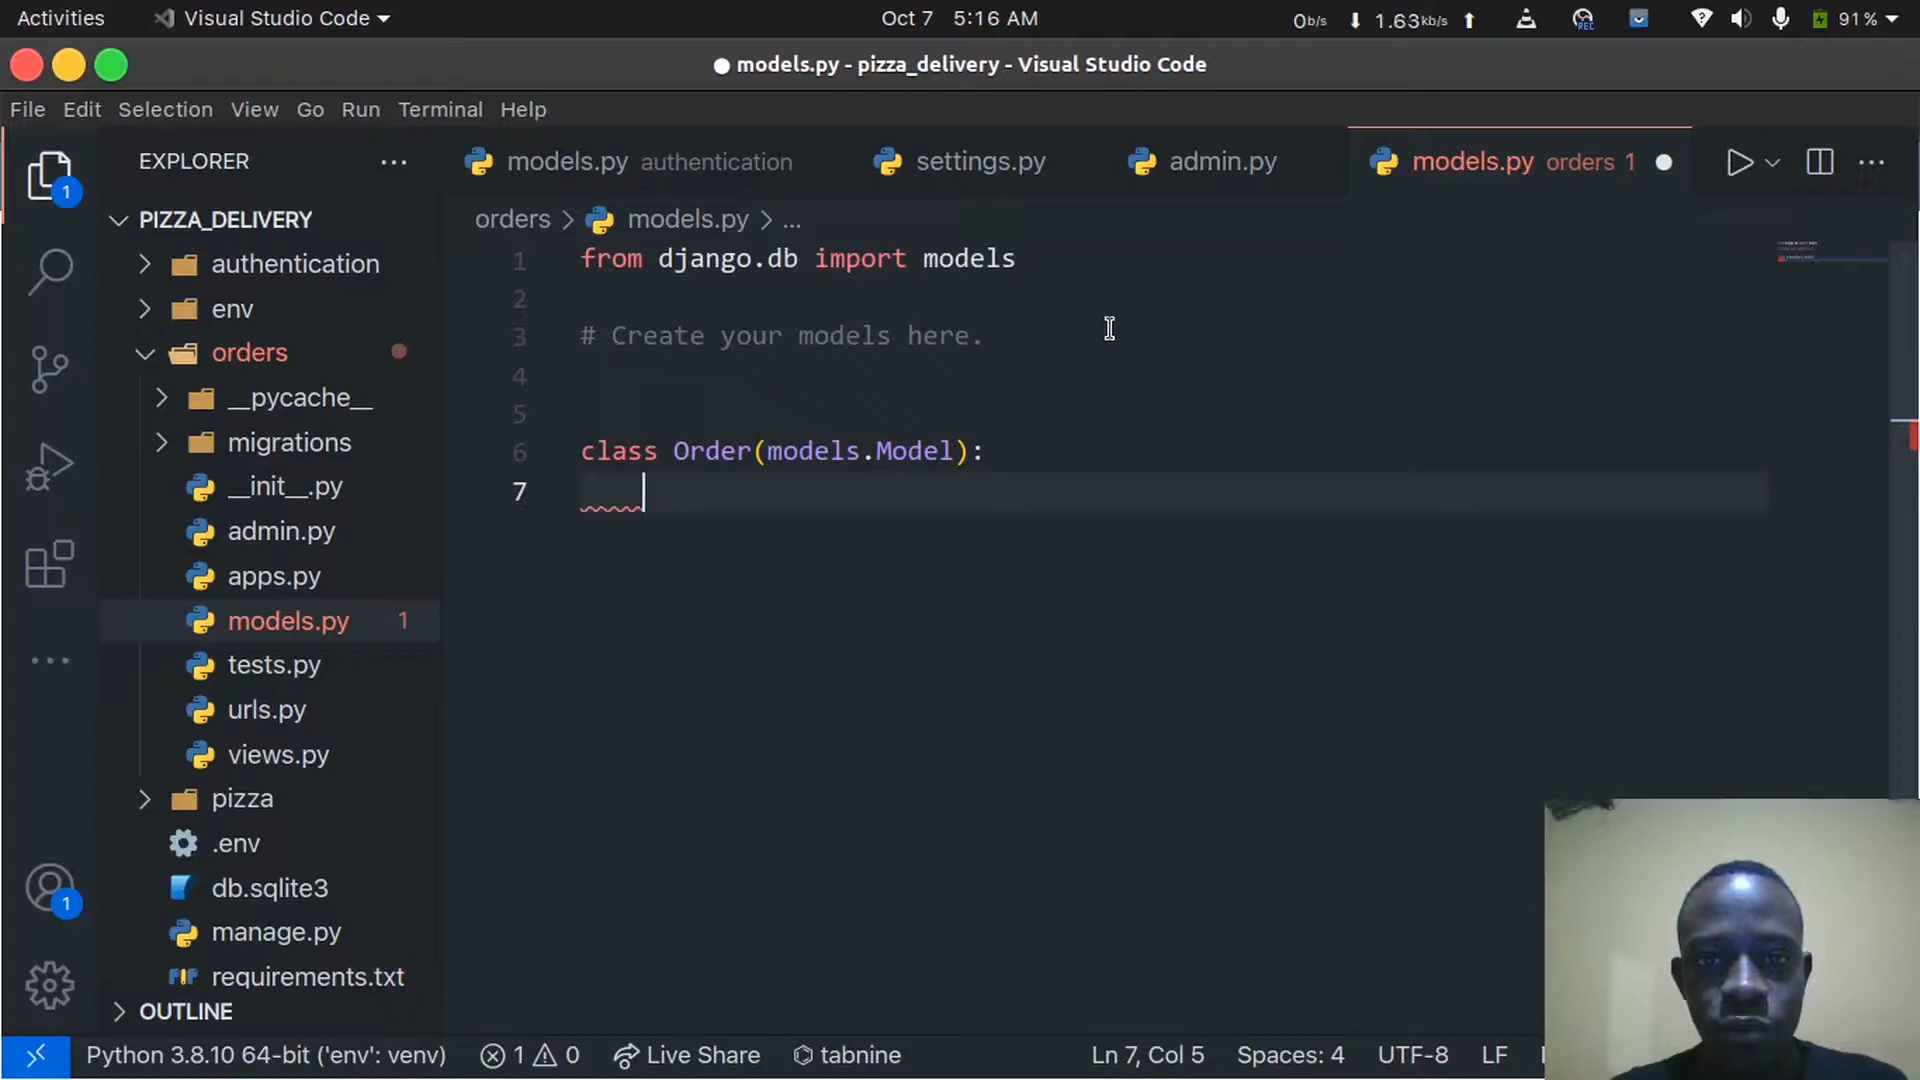 Activities Visual Studio Code Oct 7 5:16 AM 0b/s 1.63kb/s REC 91%
models.py - pizza_delivery - Visual Studio Code
File Edit Selection View Go Run Terminal Help
EXPLORER models.py authentication settings.py admin.py models.py orders 1
1
PIZZA_DELIVERY orders > models.py > ...
authentication
env
orders
__pycache__
migrations
__init__.py
admin.py
apps.py
models.py 1
tests.py
urls.py
views.py
pizza
.env
db.sqlite3
1
manage.py
requirements.txt
OUTLINE
1 from django.db import models
2
3 # Create your models here.
4
5
6 class Order(models.Model):
7
Python 3.8.10 64-bit ('env': venv) 1 0 Live Share tabnine Ln 7, Col 5 Spaces: 4 UTF-8 LF